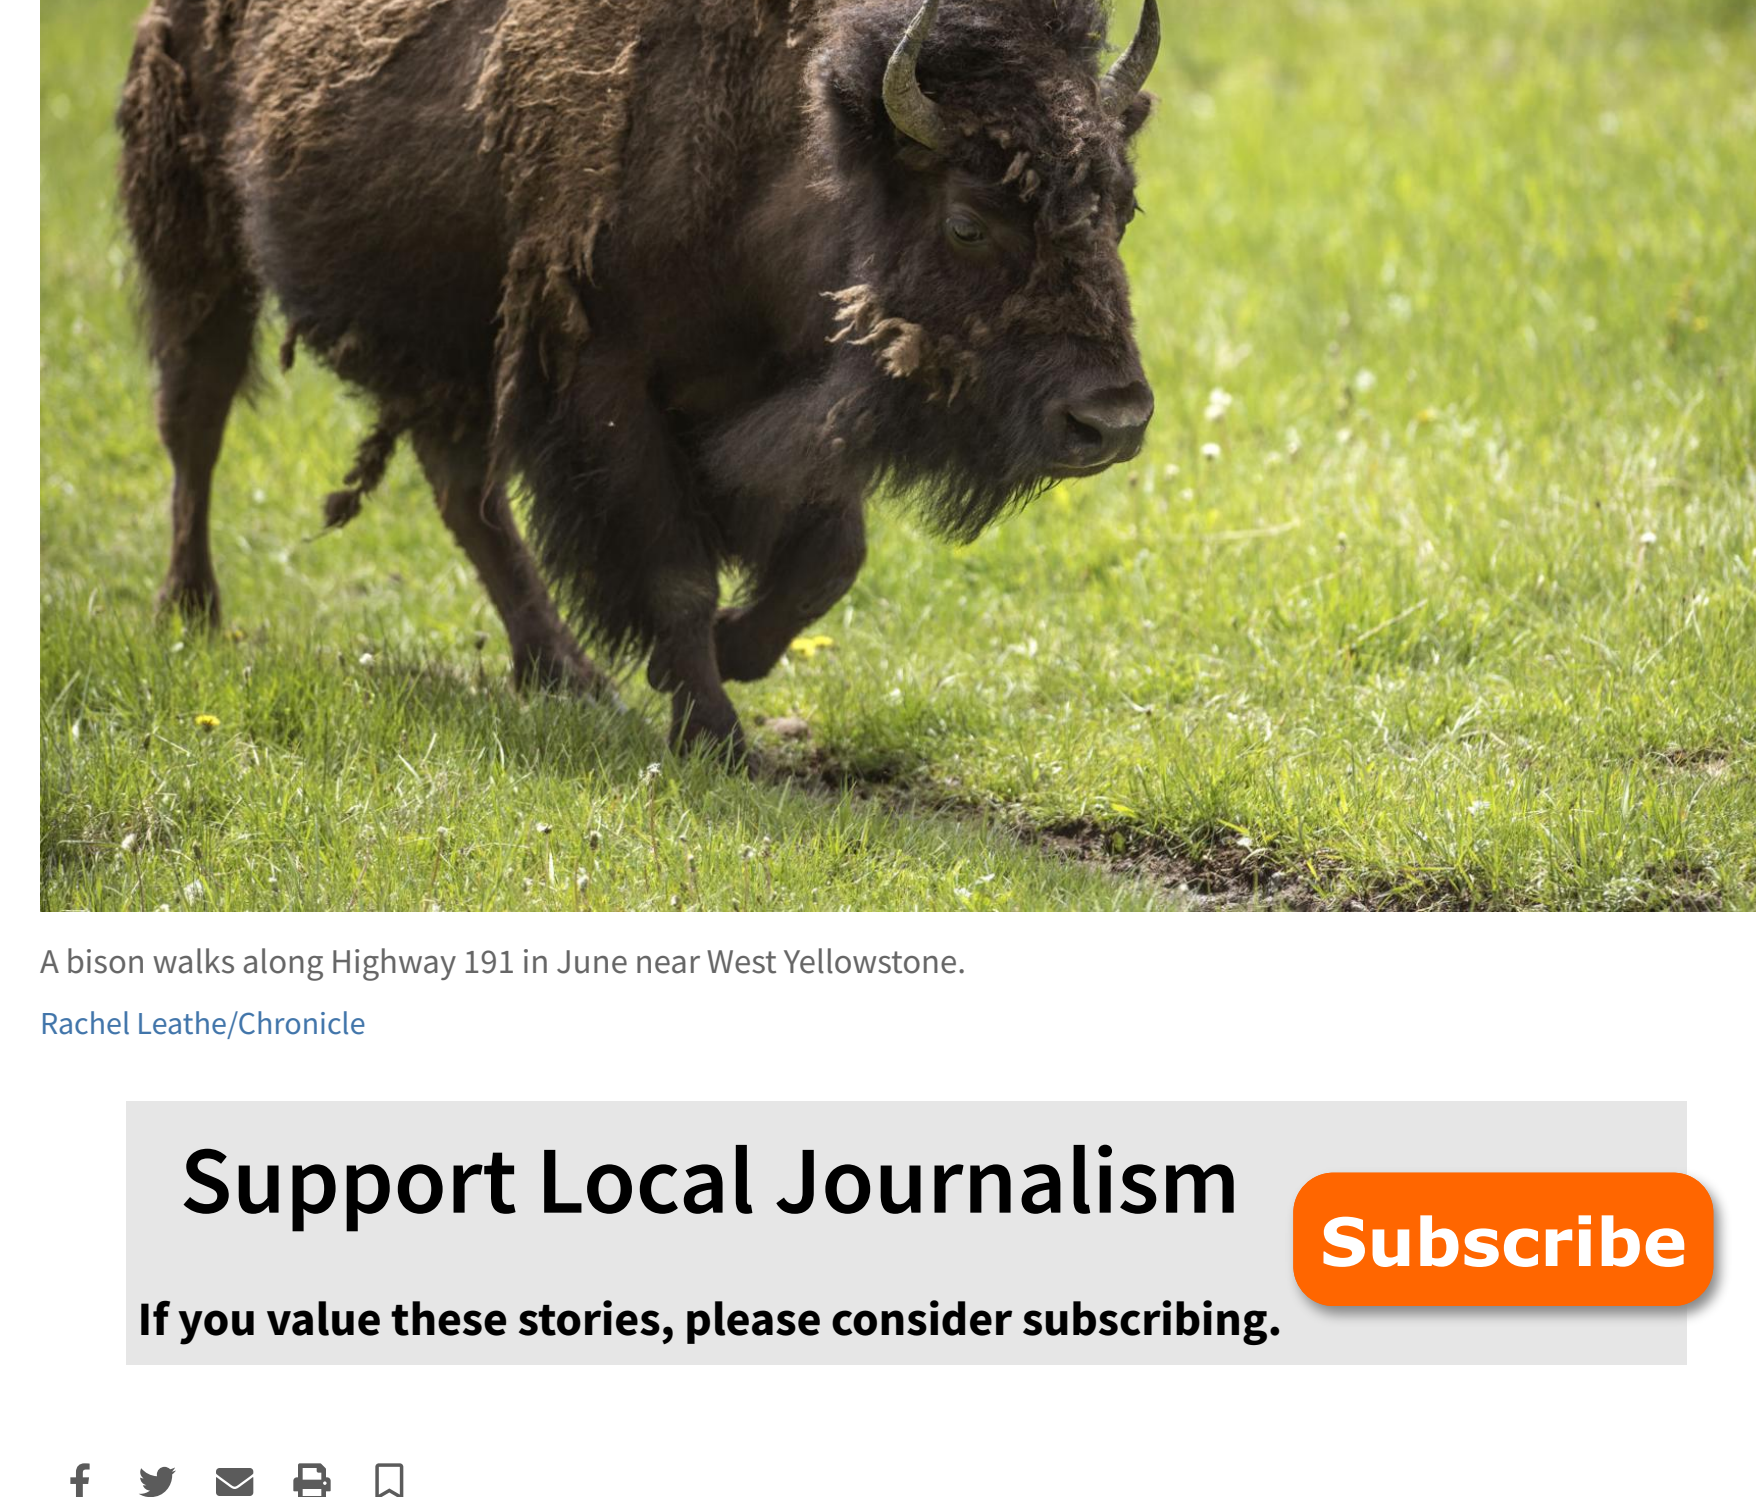 A bison walks along Highway 191 in June near West Yellowstone.
Rachel Leathe/Chronicle
Support Local Journalism
Subscribe
If you value these stories, please consider subscribing.